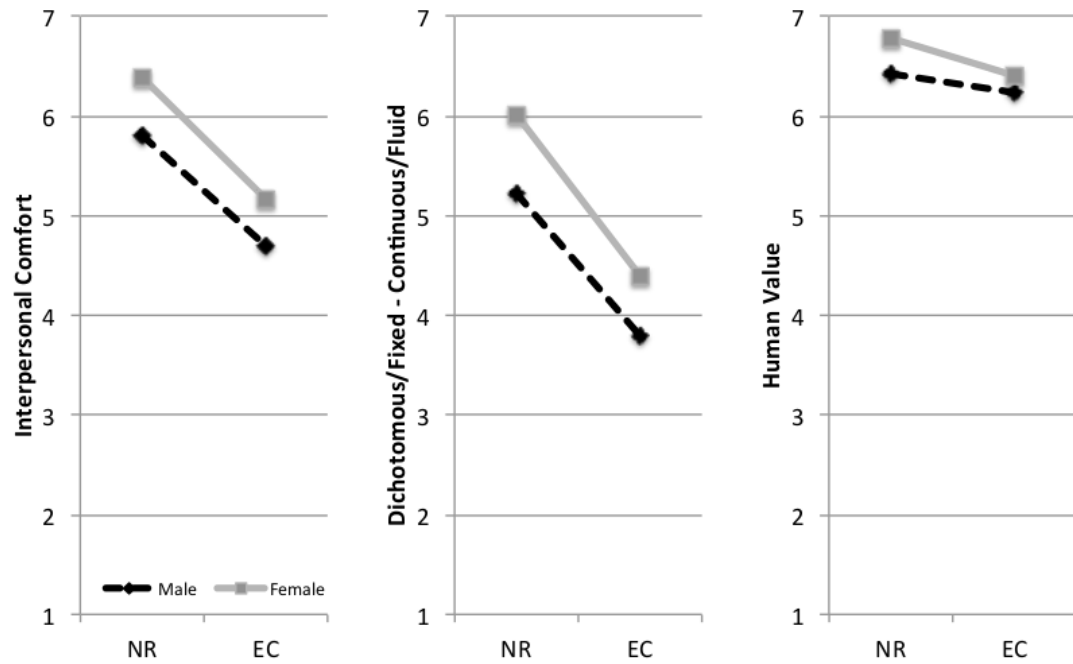 Interpersonal Comfort
7
6
5
4
3
2
1
Male
Female
NR
EC
Dichotomous/Fixed - Continuous/Fluid
7
6
5
4
3
2
1
NR
EC
Human Value
7
6
5
4
3
2
1
NR
EC